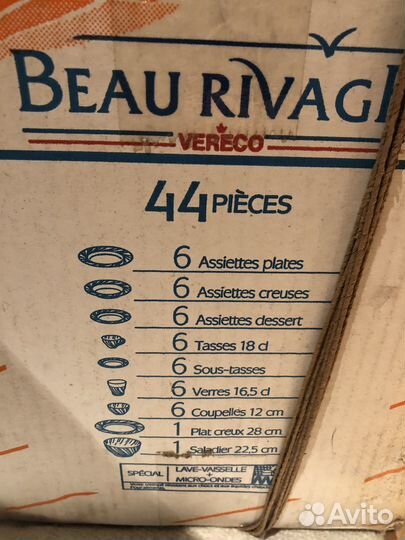 BEAU RIVAGE
VERECO
44 PIÈCES
6 Assiettes plates
6 Assiettes creuses
6 Assiettes dessert
6 Tasses 18 cl
6 Sous-tasses
6 Verres 16,5 cl
6 Coupelles 12 cm
1 Plat creux 28 cm
1 Saladier 22,5 cm
SPÉCIAL LAVE-VAISSELLE
+
MICRO-ONDES
Avito